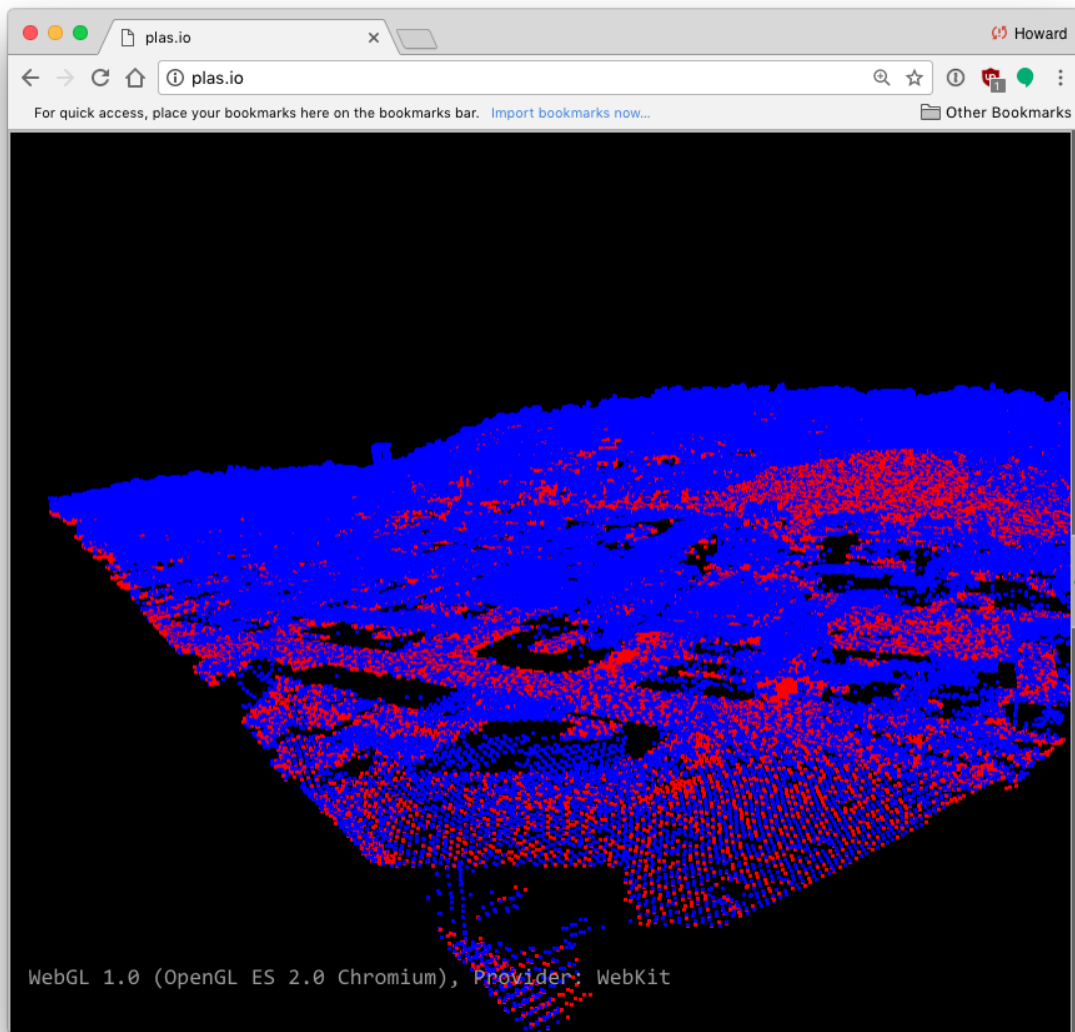 plas.io
Howard
plas.io
1
For quick access, place your bookmarks here on the bookmarks bar. Import bookmarks now...
Other Bookmarks
WebGL 1.0 (OpenGL ES 2.0 Chromium), Provider: WebKit